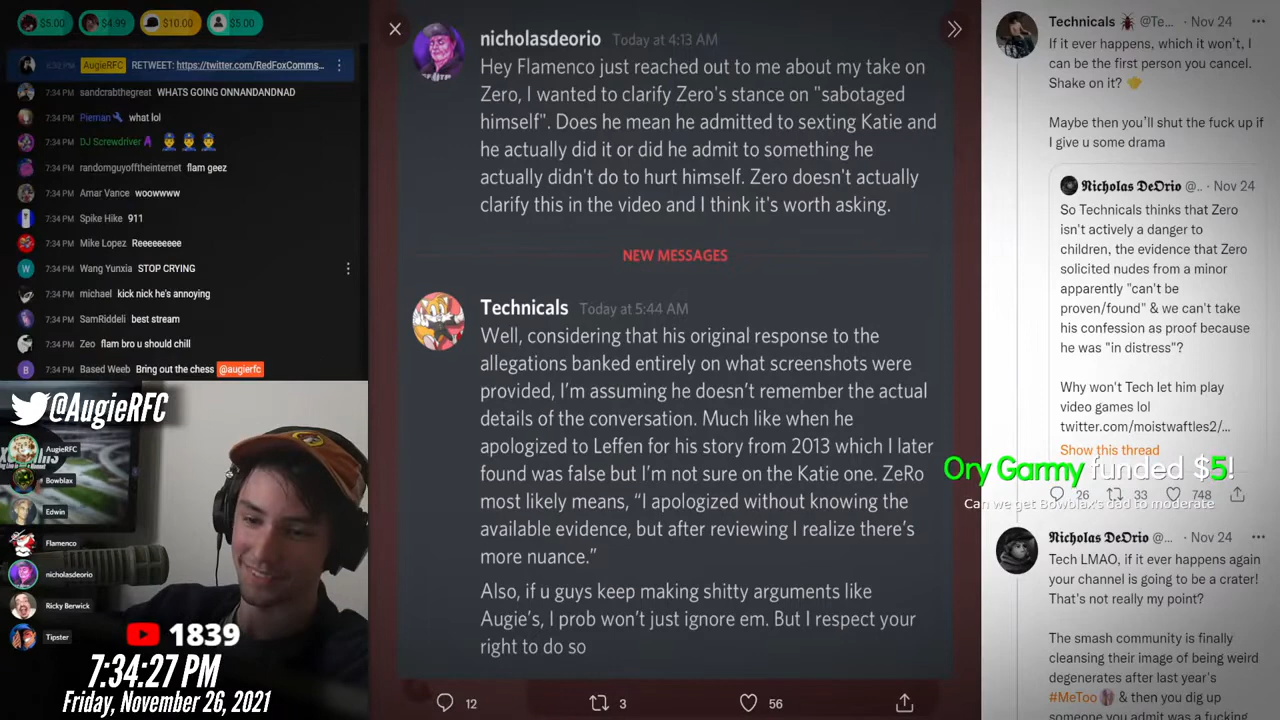 $5.00
$4.99
$10.00
$5.00
AugieRFC RETWEET: https://twitter.com/RedFoxComms...
7:34 PM sandcrabthegreat WHATS GOING ONNANDANDNAD
7:34 PM Pieman what lol
7:34 PM DJ Screwdriver
7:34 PM randomguyofftheinternet flam geez
7:34 PM Amar Vance woowwww
7:34 PM Spike Hike 911
7:34 PM Mike Lopez Reeeeeeeee
W 7:34 PM Wang Yunxia STOP CRYING
7:34 PM michael kick nick he's annoying
7:34 PM SamRiddeli best stream
7:34 PM Zeo flam bro u should chill
B 7:34 PM Based Weeb Bring out the chess @augierfc
@AugieRFC
AugieRFC
Bowblax
Edwin
Flamenco
nicholasdeorio
Ricky Berwick
Tipster
1839
7:34:27 PM
Friday, November 26, 2021
nicholasdeorio Today at 4:13 AM
Hey Flamenco just reached out to me about my take on
Zero, I wanted to clarify Zero's stance on "sabotaged
himself". Does he mean he admitted to sexting Katie and
he actually did it or did he admit to something he
actually didn't do to hurt himself. Zero doesn't actually
clarify this in the video and I think it's worth asking.
NEW MESSAGES
Technicals Today at 5:44 AM
Well, considering that his original response to the
allegations banked entirely on what screenshots were
provided, I'm assuming he doesn't remember the actual
details of the conversation. Much like when he
apologized to Leffen for his story from 2013 which I later
found was false but I'm not sure on the Katie one. ZeRo
most likely means, "I apologized without knowing the
available evidence, but after reviewing I realize there's
more nuance."
Also, if u guys keep making shitty arguments like
Augie's, I prob won't just ignore em. But I respect your
right to do so
12
3
56
Technicals @Te... · Nov 24
If it ever happens, which it won't, I
can be the first person you cancel.
Shake on it?
Maybe then you'll shut the fuck up if
I give u some drama
Nicholas DeOrio @.. · Nov 24
So Technicals thinks that Zero
isn't actively a danger to
children, the evidence that Zero
solicited nudes from a minor
apparently "can't be
proven/found" & we can't take
his confession as proof because
he was "in distress"?
Why won't Tech let him play
video games lol
twitter.com/moistwaftles2/...
Show this thread
Ory Gammy funded $5!
26
33
748
Can we get Bowblax's dad to moderate
Nicholas DeOrio @... · Nov 24
Tech LMAO, if it ever happens again
your channel is going to be a crater!
That's not really my point?
The smash community is finally
cleansing their image of being weird
degenerates after last year's
#MeToo & then you dig up
someone you admit was a fucking